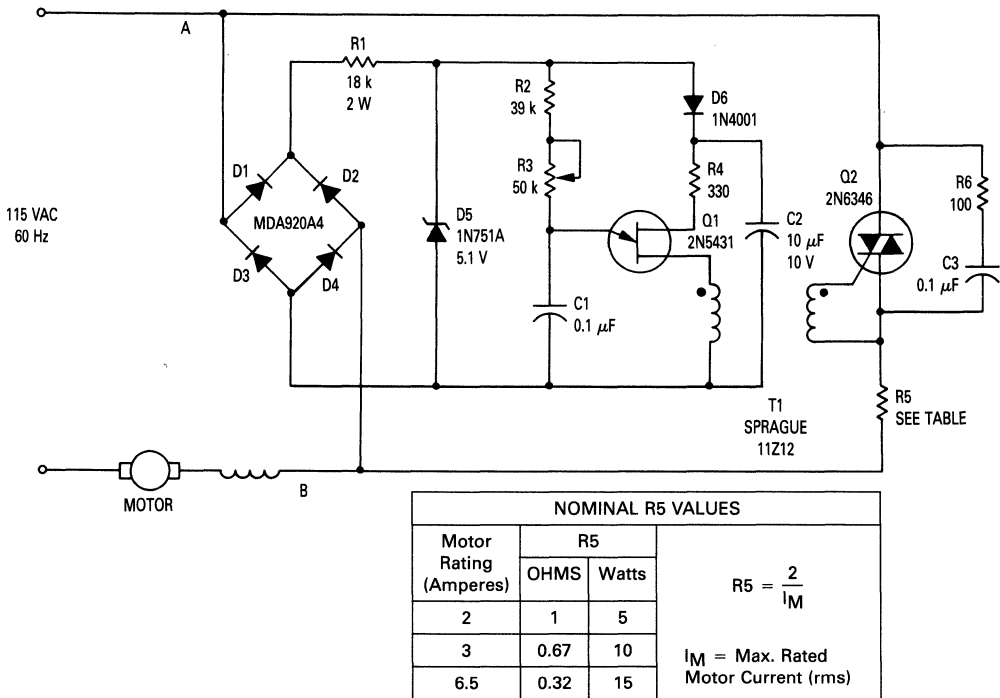 A
R1
18 k
2 W
R2
39 k
D6
1N4001
D1
D2
R3
50 k
R4
330
Q2
2N6346
R6
100
115 VAC
60 Hz
MDA920A4
D5
1N751A
5.1 V
Q1
2N5431
C2
10 μF
10 V
D3
D4
C3
0.1 μF
C1
0.1 μF
T1
SPRAGUE
11Z12
R5
SEE TABLE
MOTOR
B
NOMINAL R5 VALUES
Motor
Rating
(Amperes)
R5
OHMS Watts
2 1 5
3 0.67 10
6.5 0.32 15
R5 = 2/IM
IM = Max. Rated
Motor Current (rms)